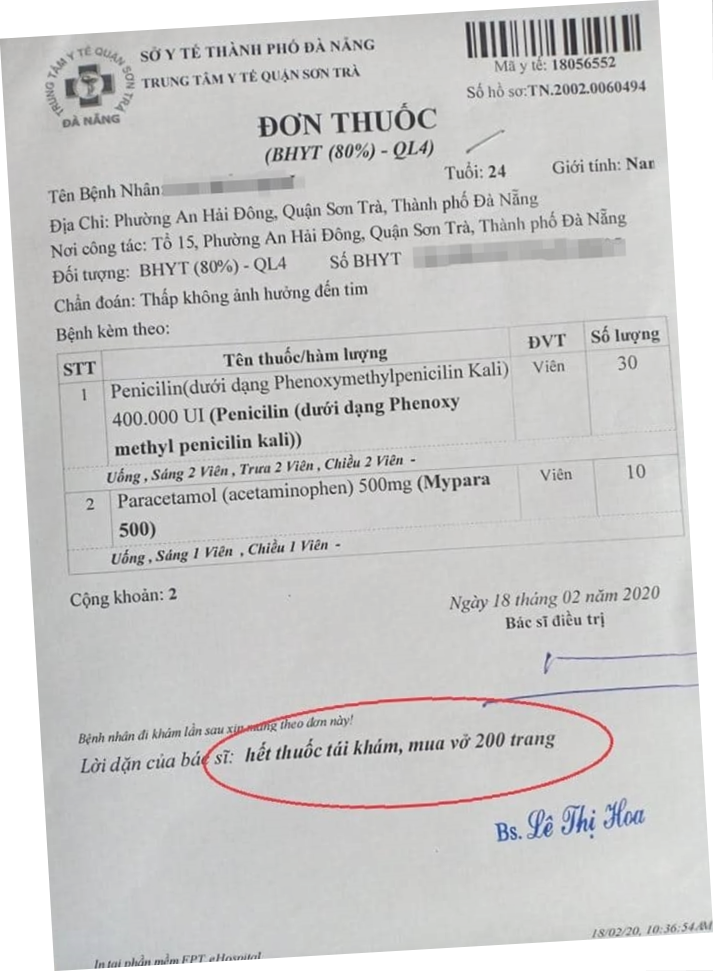 TRUNG TÂM Y TẾ QUẬN SƠN TRÀ
ĐÀ NẴNG
SỞ Y TẾ THÀNH PHỐ ĐÀ NẴNG
TRUNG TÂM Y TẾ QUẬN SƠN TRÀ
Mã y tế: 18056552
Số hồ sơ:TN.2002.0060494
ĐƠN THUỐC
(BHYT (80%) - QL4)
Tên Bệnh Nhân: Tuổi: 24 Giới tính: Nam
Địa Chỉ: Phường An Hải Đông, Quận Sơn Trà, Thành phố Đà Nẵng
Nơi công tác: Tổ 15, Phường An Hải Đông, Quận Sơn Trà, Thành phố Đà Nẵng
Đối tượng: BHYT (80%) - QL4 Số BHYT
Chẩn đoán: Thấp không ảnh hưởng đến tim
Bệnh kèm theo:
STT Tên thuốc/hàm lượng ĐVT Số lượng
1 Penicilin(dưới dạng Phenoxymethylpenicilin Kali) Viên 30
400.000 UI (Penicilin (dưới dạng Phenoxy
methyl penicilin kali))
Uống , Sáng 2 Viên , Trưa 2 Viên , Chiều 2 Viên -
2 Paracetamol (acetaminophen) 500mg (Mypara Viên 10
500)
Uống , Sáng 1 Viên , Chiều 1 Viên -
Cộng khoản: 2
Ngày 18 tháng 02 năm 2020
Bác sĩ điều trị
Bệnh nhân đi khám lần sau xin mang theo đơn này!
Lời dặn của bác sĩ: hết thuốc tái khám, mua vở 200 trang
Bs. Lê Thị Hoa
18/02/20, 10:36:54AM
In tại phần mềm FPT eHospital